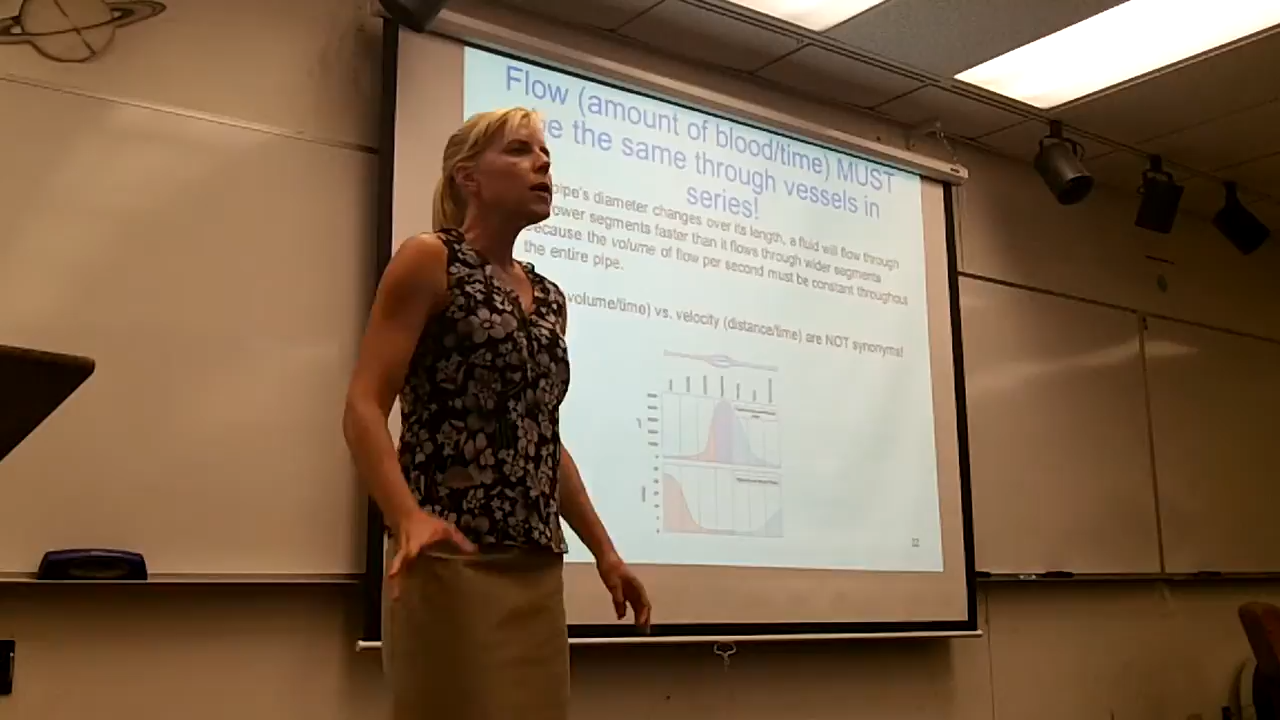 Flow (amount of blood/time) MUST
e the same through vessels in
series!
pipe's diameter changes over its length, a fluid will flow through
ower segments faster than it flows through wider segments
ecause the volume of flow per second must be constant throughout
the entire pipe.
volume/time) vs. velocity (distance/time) are NOT synonyms!